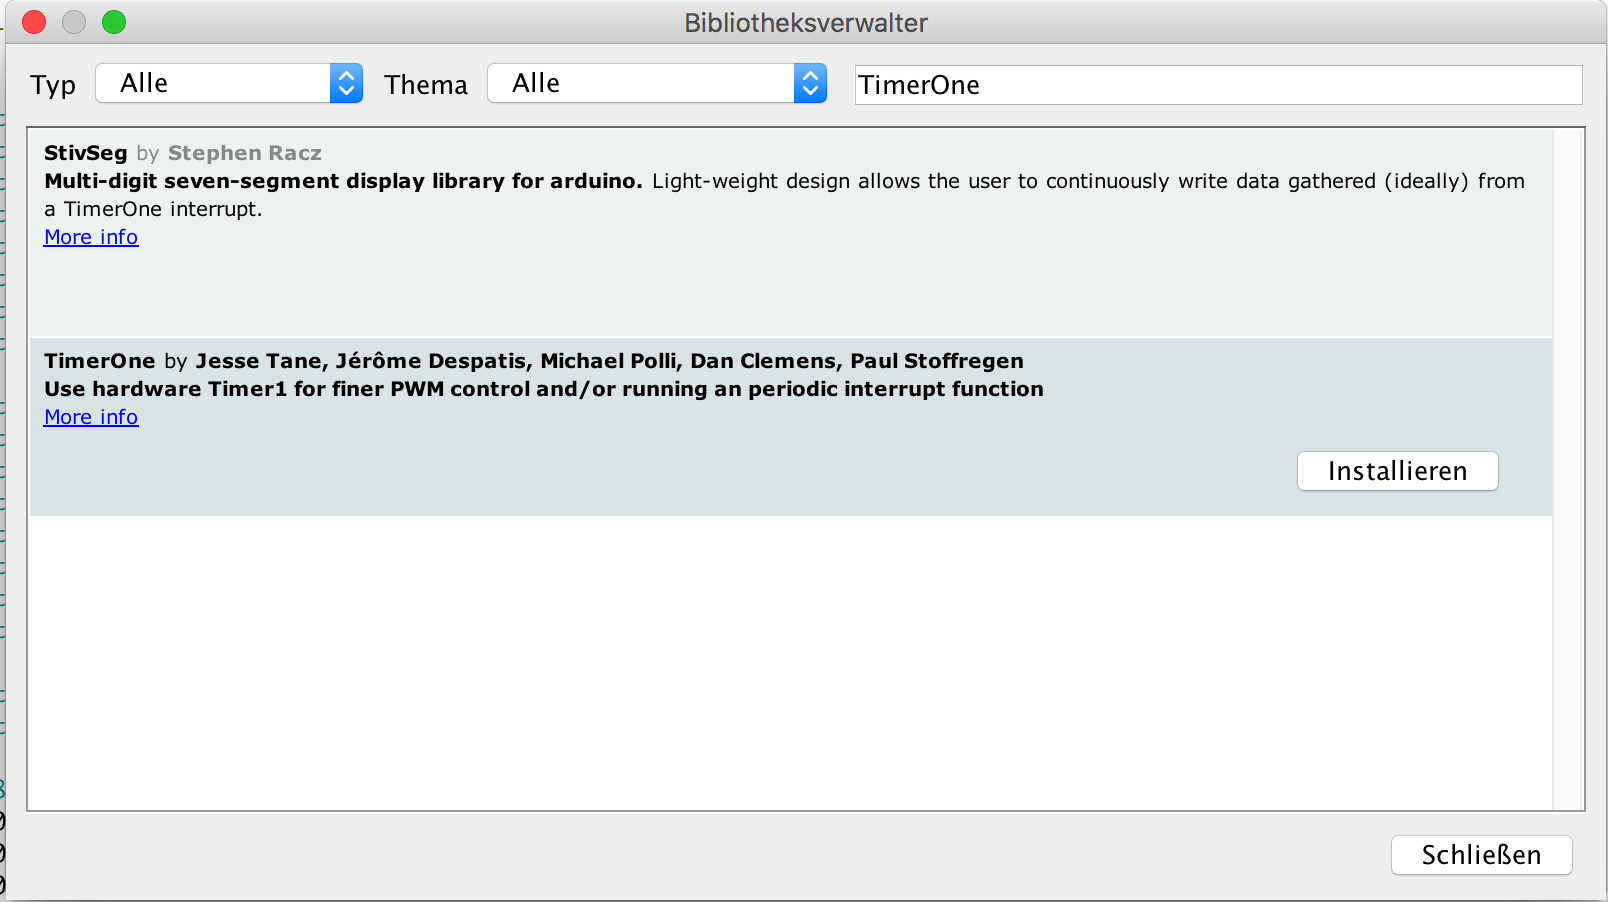 Bibliotheksverwalter
Typ Alle Thema Alle TimerOne
StivSeg by Stephen Racz
Multi-digit seven-segment display library for arduino. Light-weight design allows the user to continuously write data gathered (ideally) from
a TimerOne interrupt.
More info
TimerOne by Jesse Tane, Jérôme Despatis, Michael Polli, Dan Clemens, Paul Stoffregen
Use hardware Timer1 for finer PWM control and/or running an periodic interrupt function
More info
Installieren
Schließen